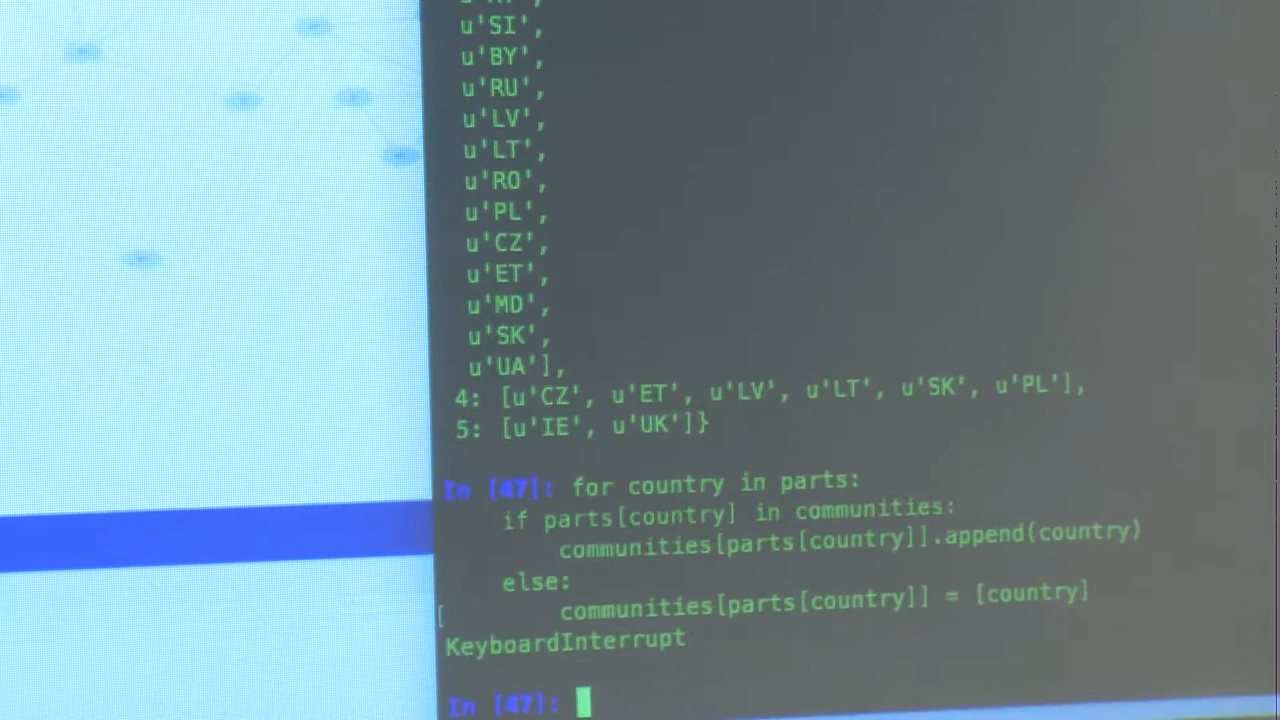 u'SI',
u'BY',
u'RU',
u'LV',
u'LT',
u'RO',
u'PL',
u'CZ',
u'ET',
u'MD',
u'SK',
u'UA'],
4: [u'CZ', u'ET', u'LV', u'LT', u'SK', u'PL'],
5: [u'IE', u'UK']}
In [47]: for country in parts:
if parts[country] in communities:
communities[parts[country]].append(country)
else:
[ communities[parts[country]] = [country]
KeyboardInterrupt
In [47]: